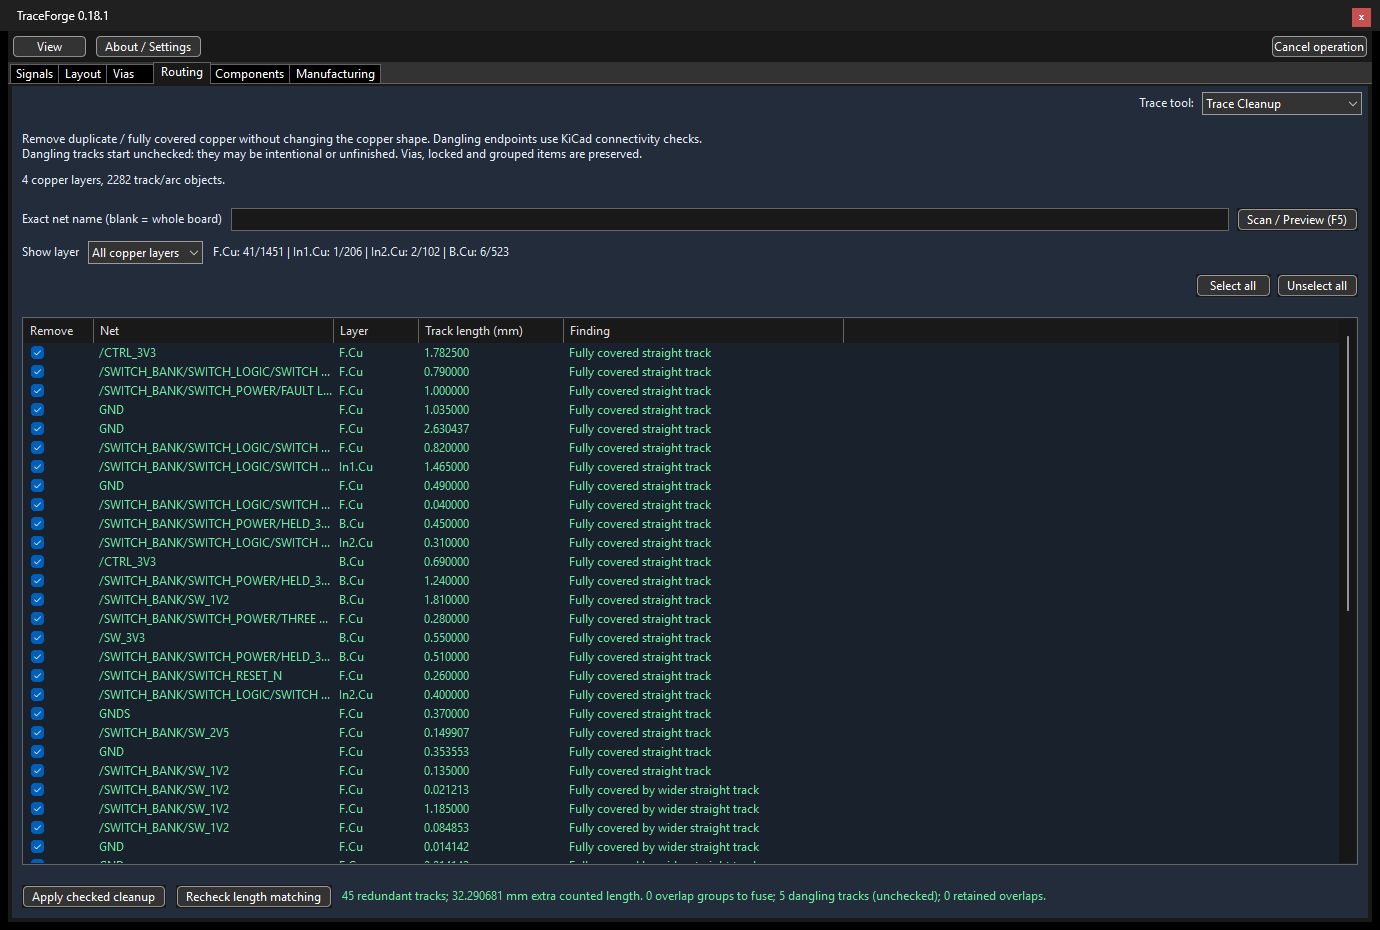 TraceForge 0.18.1
View About / Settings Cancel operation
Signals Layout Vias Routing Components Manufacturing
Trace tool: Trace Cleanup
Remove duplicate / fully covered copper without changing the copper shape. Dangling endpoints use KiCad connectivity checks.
Dangling tracks start unchecked: they may be intentional or unfinished. Vias, locked and grouped items are preserved.
4 copper layers, 2282 track/arc objects.
Exact net name (blank = whole board) Scan / Preview (F5)
Show layer All copper layers F.Cu: 41/1451 | In1.Cu: 1/206 | In2.Cu: 2/102 | B.Cu: 6/523
Select all Unselect all
Remove Net Layer Track length (mm) Finding
/CTRL_3V3 F.Cu 1.782500 Fully covered straight track
/SWITCH_BANK/SWITCH_LOGIC/SWITCH ... F.Cu 0.790000 Fully covered straight track
/SWITCH_BANK/SWITCH_POWER/FAULT L... F.Cu 1.000000 Fully covered straight track
GND F.Cu 1.035000 Fully covered straight track
GND F.Cu 2.630437 Fully covered straight track
/SWITCH_BANK/SWITCH_LOGIC/SWITCH ... F.Cu 0.820000 Fully covered straight track
/SWITCH_BANK/SWITCH_LOGIC/SWITCH ... In1.Cu 1.465000 Fully covered straight track
GND F.Cu 0.490000 Fully covered straight track
/SWITCH_BANK/SWITCH_LOGIC/SWITCH ... F.Cu 0.040000 Fully covered straight track
/SWITCH_BANK/SWITCH_POWER/HELD_3... B.Cu 0.450000 Fully covered straight track
/SWITCH_BANK/SWITCH_LOGIC/SWITCH ... In2.Cu 0.310000 Fully covered straight track
/CTRL_3V3 B.Cu 0.690000 Fully covered straight track
/SWITCH_BANK/SWITCH_POWER/HELD_3... B.Cu 1.240000 Fully covered straight track
/SWITCH_BANK/SW_1V2 B.Cu 1.810000 Fully covered straight track
/SWITCH_BANK/SWITCH_POWER/THREE ... F.Cu 0.280000 Fully covered straight track
/SW_3V3 B.Cu 0.550000 Fully covered straight track
/SWITCH_BANK/SWITCH_POWER/HELD_3... B.Cu 0.510000 Fully covered straight track
/SWITCH_BANK/SWITCH_RESET_N F.Cu 0.260000 Fully covered straight track
/SWITCH_BANK/SWITCH_LOGIC/SWITCH ... In2.Cu 0.400000 Fully covered straight track
GNDS F.Cu 0.370000 Fully covered straight track
/SWITCH_BANK/SW_2V5 F.Cu 0.149907 Fully covered straight track
GND F.Cu 0.353553 Fully covered straight track
/SWITCH_BANK/SW_1V2 F.Cu 0.135000 Fully covered straight track
/SWITCH_BANK/SW_1V2 F.Cu 0.021213 Fully covered by wider straight track
/SWITCH_BANK/SW_1V2 F.Cu 1.185000 Fully covered by wider straight track
/SWITCH_BANK/SW_1V2 F.Cu 0.084853 Fully covered by wider straight track
GND F.Cu 0.014142 Fully covered by wider straight track
Apply checked cleanup Recheck length matching 45 redundant tracks; 32.290681 mm extra counted length. 0 overlap groups to fuse; 5 dangling tracks (unchecked); 0 retained overlaps.